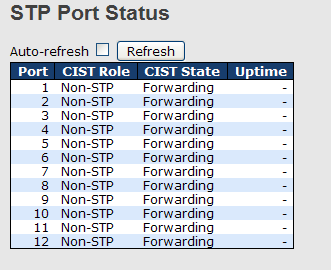 STP Port Status
Auto-refresh Refresh
Port CIST Role CIST State Uptime
1 Non-STP Forwarding -
2 Non-STP Forwarding -
3 Non-STP Forwarding -
4 Non-STP Forwarding -
5 Non-STP Forwarding -
6 Non-STP Forwarding -
7 Non-STP Forwarding -
8 Non-STP Forwarding -
9 Non-STP Forwarding -
10 Non-STP Forwarding -
11 Non-STP Forwarding -
12 Non-STP Forwarding -